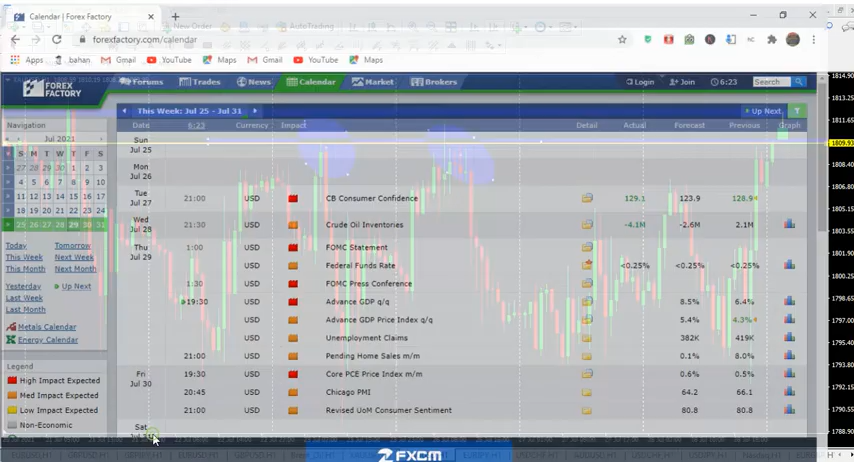 Calendar | Forex Factory
New Order
AutoTrading
forexfactory.com/calendar
Apps
.bahan
Gmail
YouTube
Maps
Gmail
YouTube
Maps
FOREX FACTORY
Forums
Trades
News
Calendar
Market
Brokers
Login
Join
6:23
Search
Navigation
Jul 2021
S M T W T F S
27 28 29 30 1 2 3
4 5 6 7 8 9 10
11 12 13 14 15 16 17
18 19 20 21 22 23 24
25 26 27 28 29 30 31
Today Tomorrow
This Week Next Week
This Month Next Month
Yesterday Up Next
Last Week
Last Month
Metals Calendar
Energy Calendar
Legend
High Impact Expected
Med Impact Expected
Low Impact Expected
Non-Economic
This Week: Jul 25 - Jul 31
Up Next
Date 6:23 Currency Impact Detail Actual Forecast Previous Graph
Sun Jul 25
Mon Jul 26
Tue Jul 27 21:00 USD CB Consumer Confidence 129.1 123.9 128.9
Wed Jul 28 21:30 USD Crude Oil Inventories -4.1M -2.6M 2.1M
Thu Jul 29 1:00 USD FOMC Statement
USD Federal Funds Rate <0.25% <0.25% <0.25%
1:30 USD FOMC Press Conference
19:30 USD Advance GDP q/q 8.5% 6.4%
USD Advance GDP Price Index q/q 5.4% 4.3%
USD Unemployment Claims 382K 419K
21:00 USD Pending Home Sales m/m 0.1% 8.0%
Fri Jul 30 19:30 USD Core PCE Price Index m/m 0.6% 0.5%
20:45 USD Chicago PMI 64.2 66.1
21:00 USD Revised UoM Consumer Sentiment 80.8 80.8
Sat Jul 31
1814.90
1813.25
1811.65
1809.93
1808.40
1806.80
1805.15
1803.55
1801.90
1800.25
1798.65
1797.00
1795.40
1793.75
1792.15
1790.50
1788.90
FXCM